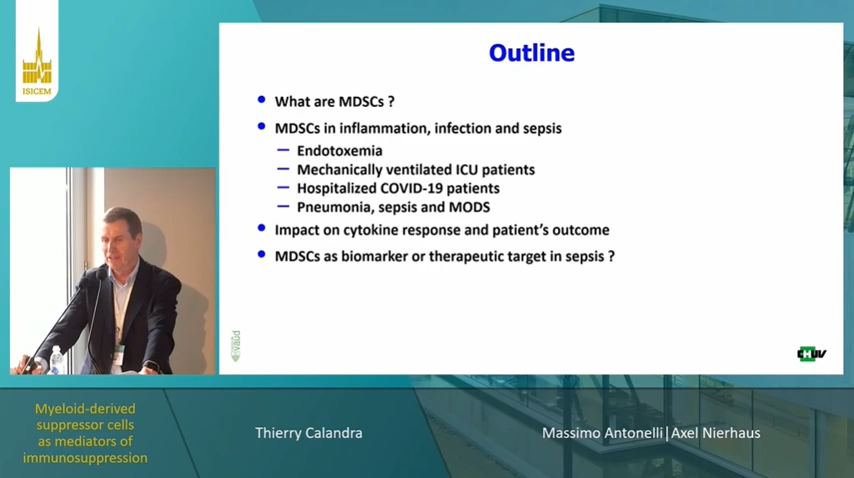 ISICEM
Outline
What are MDSCs ?
MDSCs in inflammation, infection and sepsis
Endotoxemia
Mechanically ventilated ICU patients
Hospitalized COVID-19 patients
Pneumonia, sepsis and MODS
Impact on cytokine response and patient's outcome
MDSCs as biomarker or therapeutic target in sepsis ?
vaud
CHUV
Myeloid-derived
suppressor cells
as mediators of
immunosuppression
Thierry Calandra
Massimo Antonelli|Axel Nierhaus